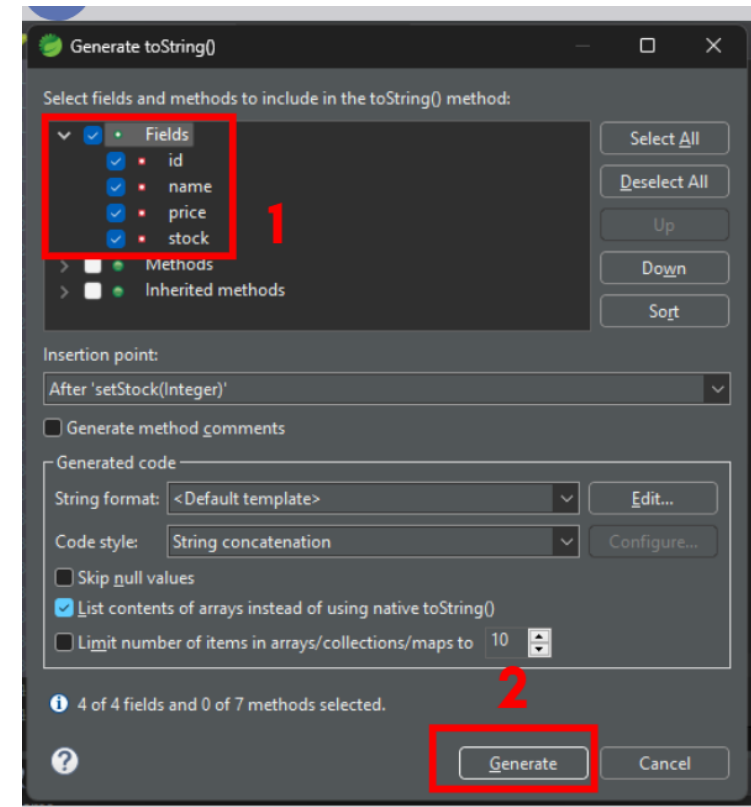 Generate toString()
Select fields and methods to include in the toString() method:
Fields
id
name
price
stock
Methods
Inherited methods
1
Select All
Deselect All
Up
Down
Sort
Insertion point:
After 'setStock(Integer)'
Generate method comments
Generated code
String format: <Default template> Edit...
Code style: String concatenation Configure...
Skip null values
List contents of arrays instead of using native toString()
Limit number of items in arrays/collections/maps to 10
4 of 4 fields and 0 of 7 methods selected.
2
? Generate Cancel